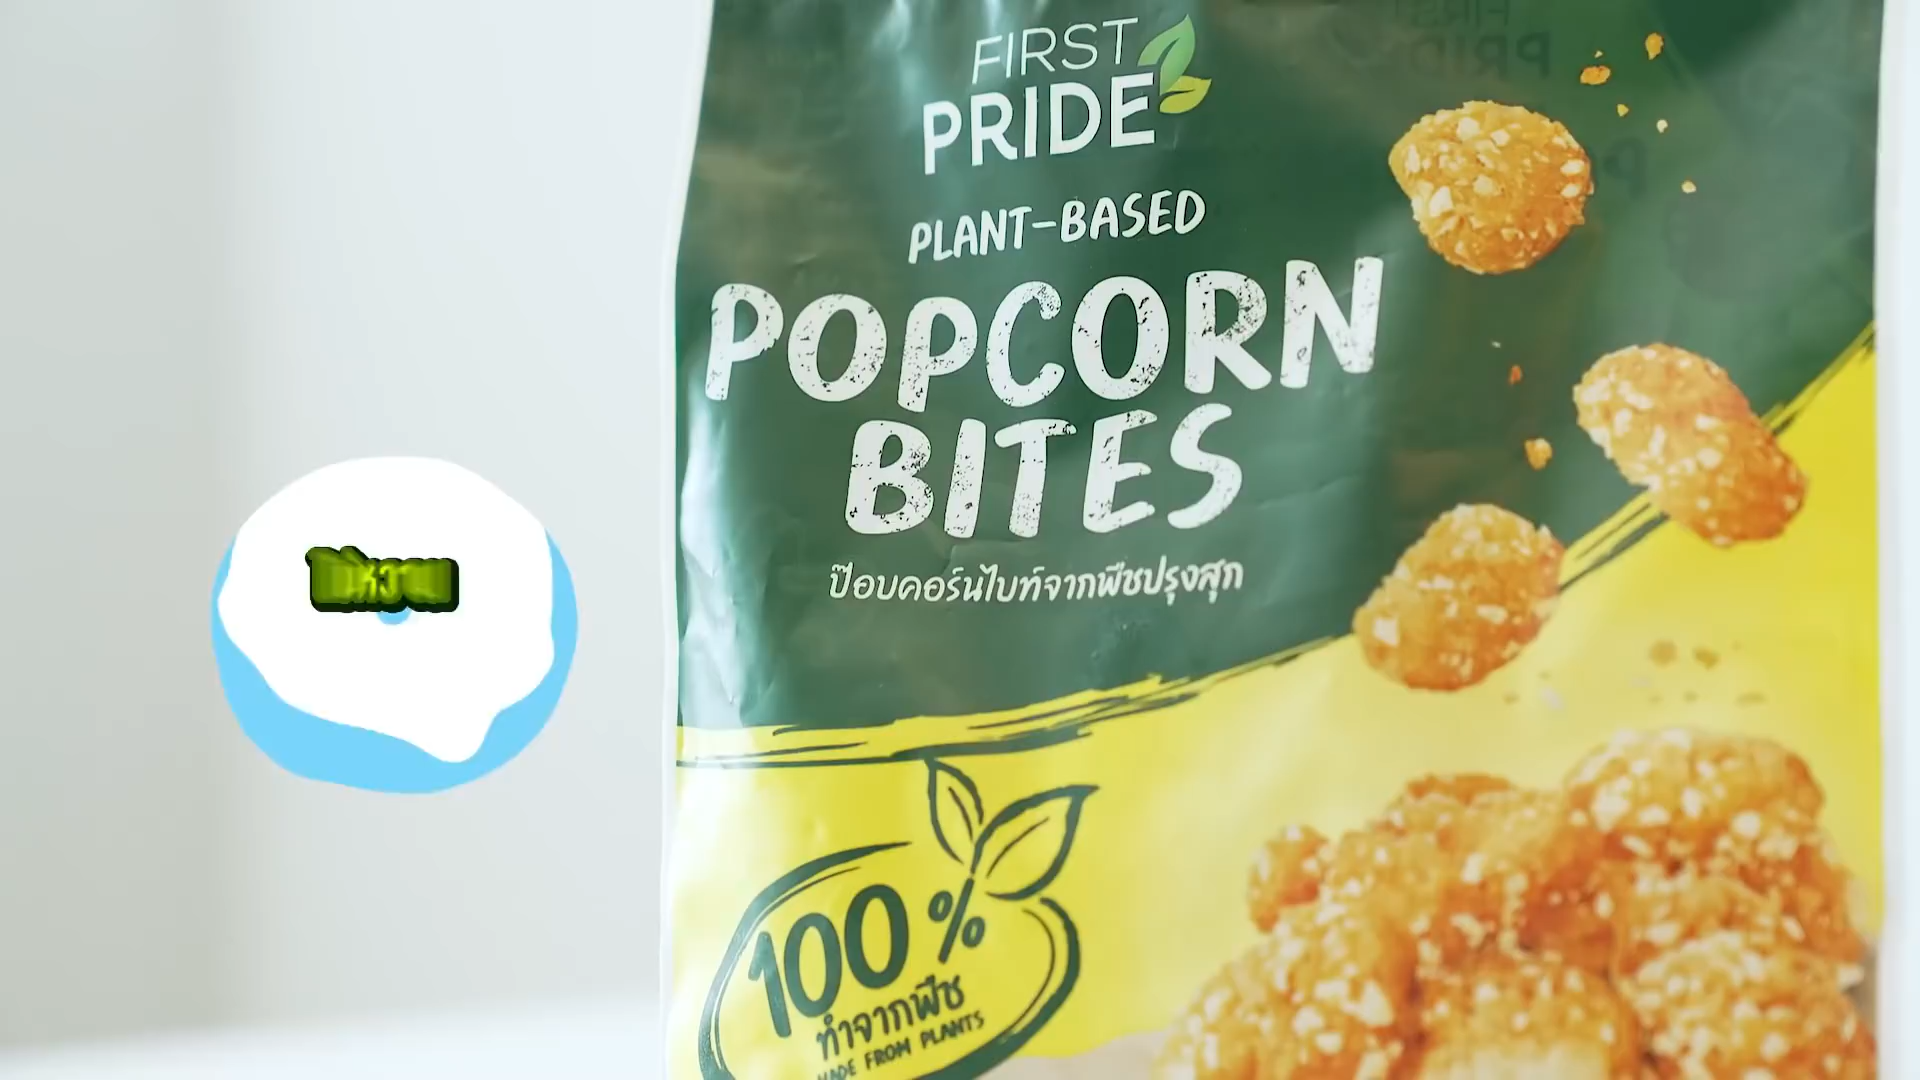 FIRST
PRIDE
PLANT-BASED
POPCORN
BITES
ป๊อบคอร์นไบท์จากพืชปรุงสุก
100%
ทำจากพืช
MADE FROM PLANTS